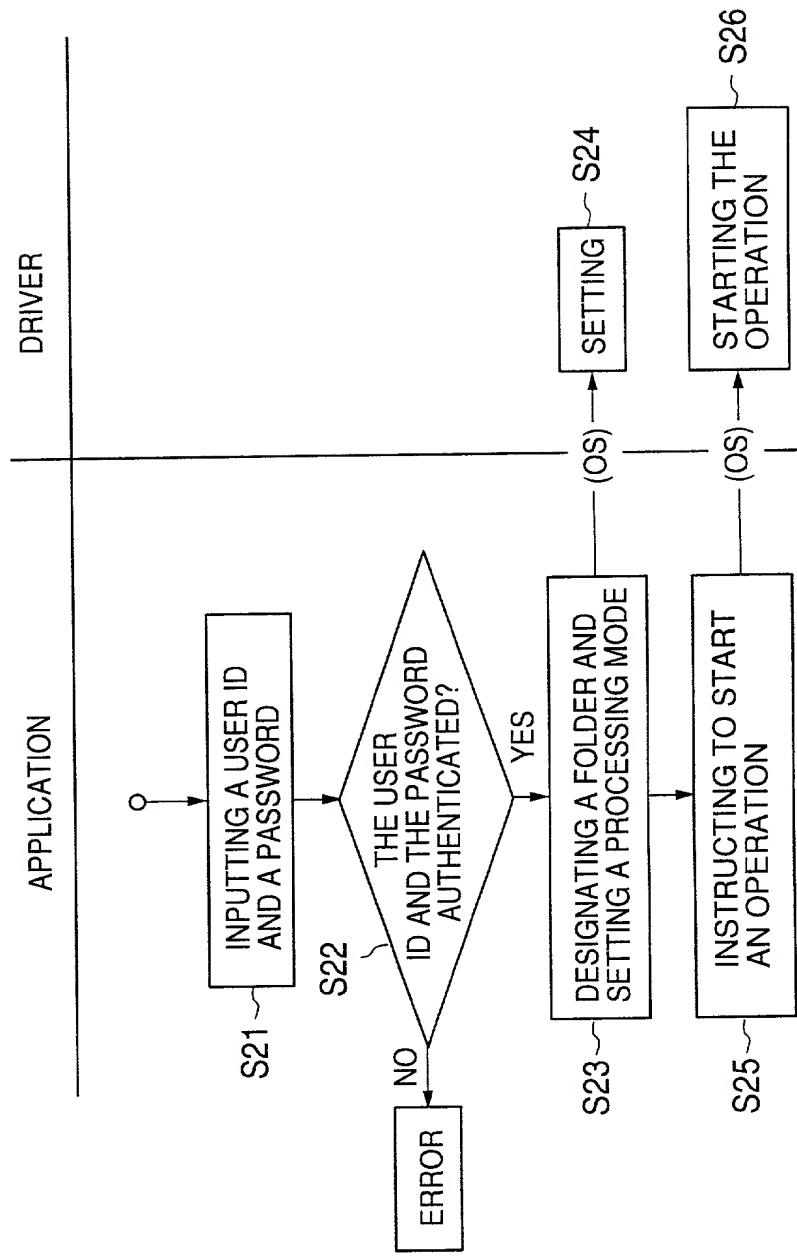 APPLICATION
DRIVER
S21
INPUTTING A USER ID
AND A PASSWORD
S22
THE USER
ID AND THE PASSWORD
AUTHENTICATED?
NO
ERROR
YES
S23
DESIGNATING A FOLDER AND
SETTING A PROCESSING MODE
(OS)
SETTING
S24
S25
INSTRUCTING TO START
AN OPERATION
(OS)
STARTING THE
OPERATION
S26